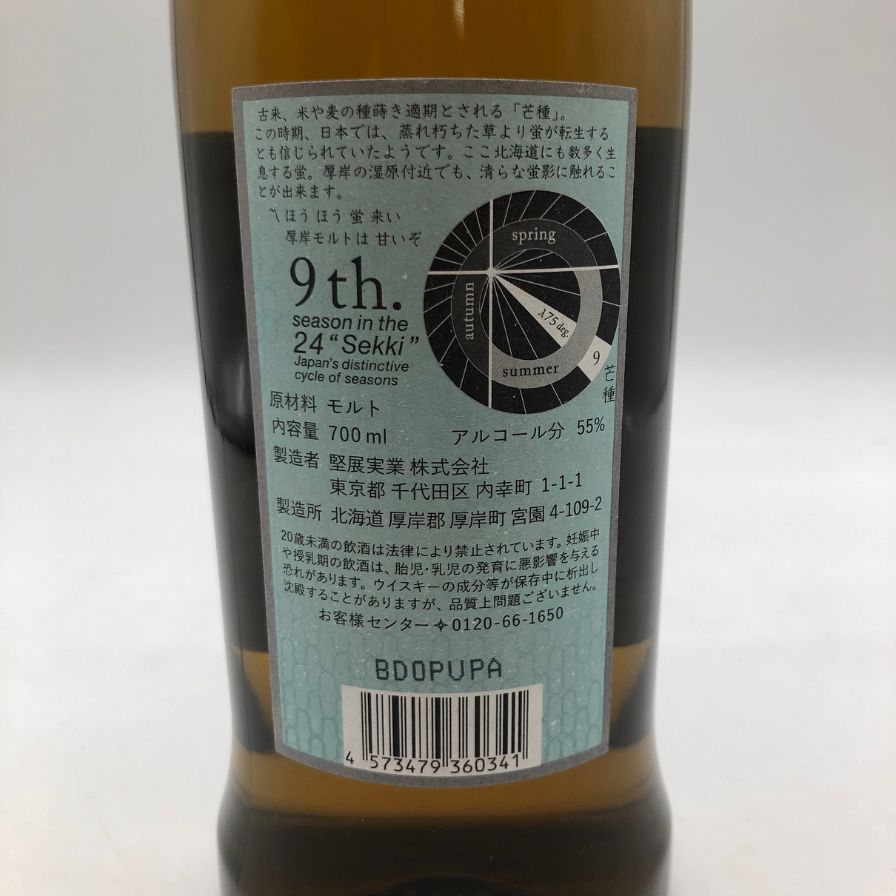 古来、米や麦の種蒔き適期とされる「芒種」。
この時期、日本では、蒸れ朽ちた草より蛍が転生する
とも信じられていたようです。ここ北海道にも数多く生
息する蛍。厚岸の湿原付近でも、清らな蛍影に触れるこ
とが出来ます。
〽ほう ほう 蛍 来い
厚岸モルトは 甘いぞ
9th.
season in the
24 "Sekki"
Japan's distinctive
cycle of seasons
spring
autumn
λ75 deg.
summer
9
芒種
原材料 モルト
内容量 700 ml アルコール分 55%
製造者 堅展実業 株式会社
東京都 千代田区 内幸町 1-1-1
製造所 北海道 厚岸郡 厚岸町 宮園 4-109-2
20歳未満の飲酒は法律により禁止されています。妊娠中
や授乳期の飲酒は、胎児・乳児の発育に悪影響を与える
恐れがあります。ウイスキーの成分等が保存中に析出し
沈殿することがありますが、品質上問題ございません。
お客様センター✧0120-66-1650
BDOPVPA
4 573479 360341